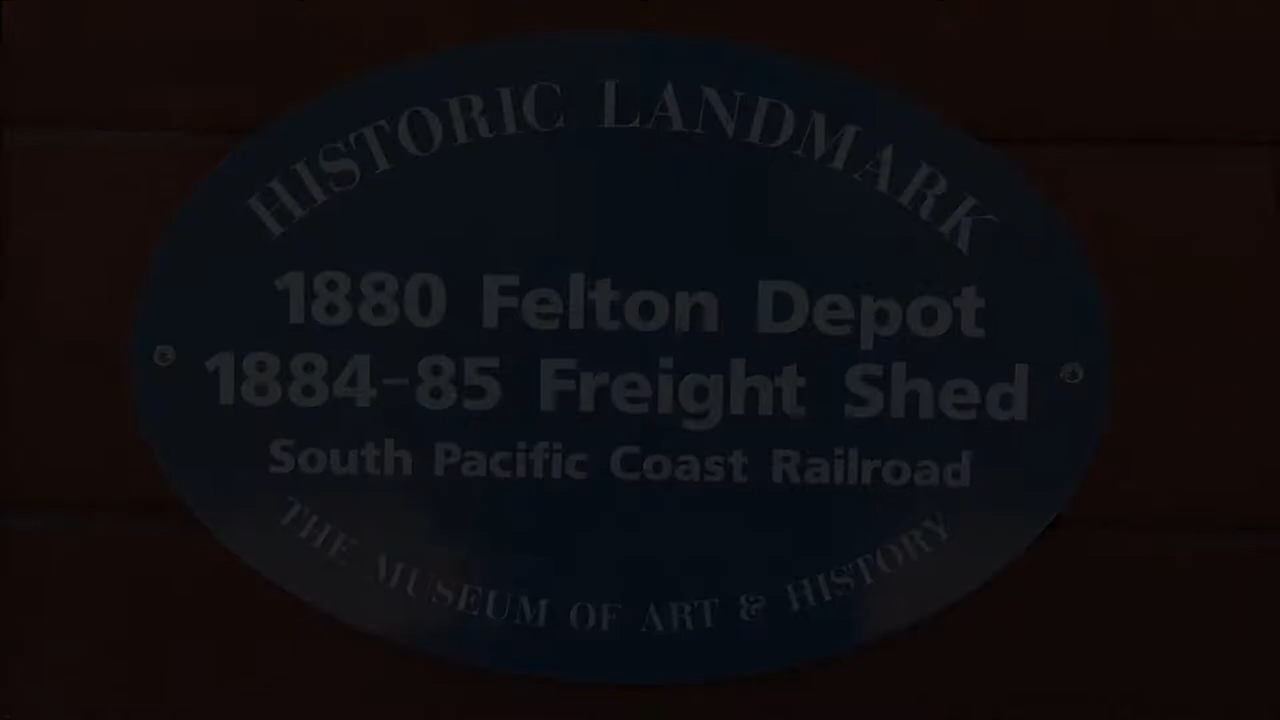 HISTORIC LANDMARK
1880 Felton Depot
1884-85 Freight Shed
South Pacific Coast Railroad
THE MUSEUM OF ART & HISTORY